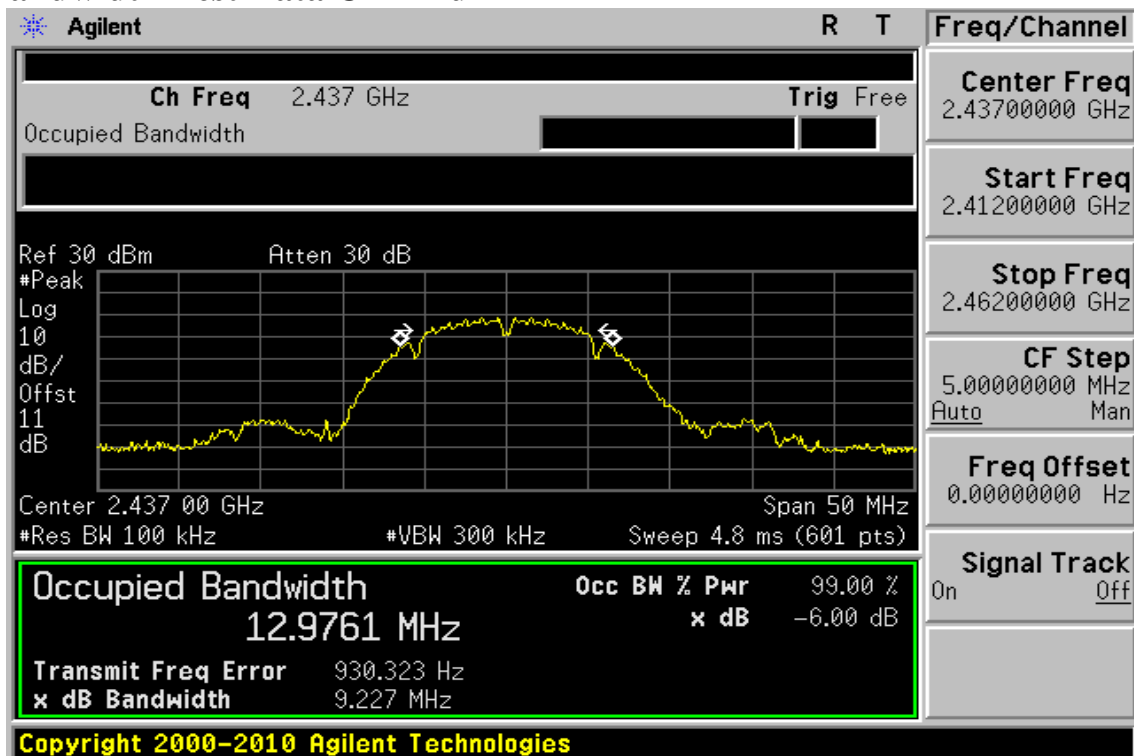 Agilent R T
Freq/Channel
Ch Freq 2.437 GHz Trig Free
Occupied Bandwidth
Center Freq
2.43700000 GHz
Start Freq
2.41200000 GHz
Stop Freq
2.46200000 GHz
CF Step
5.00000000 MHz
Auto Man
Freq Offset
0.00000000 Hz
Signal Track
On Off
Ref 30 dBm Atten 30 dB
#Peak
Log
10
dB/
Offst
11
dB
Center 2.437 00 GHz Span 50 MHz
#Res BW 100 kHz #VBW 300 kHz Sweep 4.8 ms (601 pts)
Occupied Bandwidth
12.9761 MHz
Occ BW % Pwr 99.00 %
x dB -6.00 dB
Transmit Freq Error 930.323 Hz
x dB Bandwidth 9.227 MHz
Copyright 2000-2010 Agilent Technologies